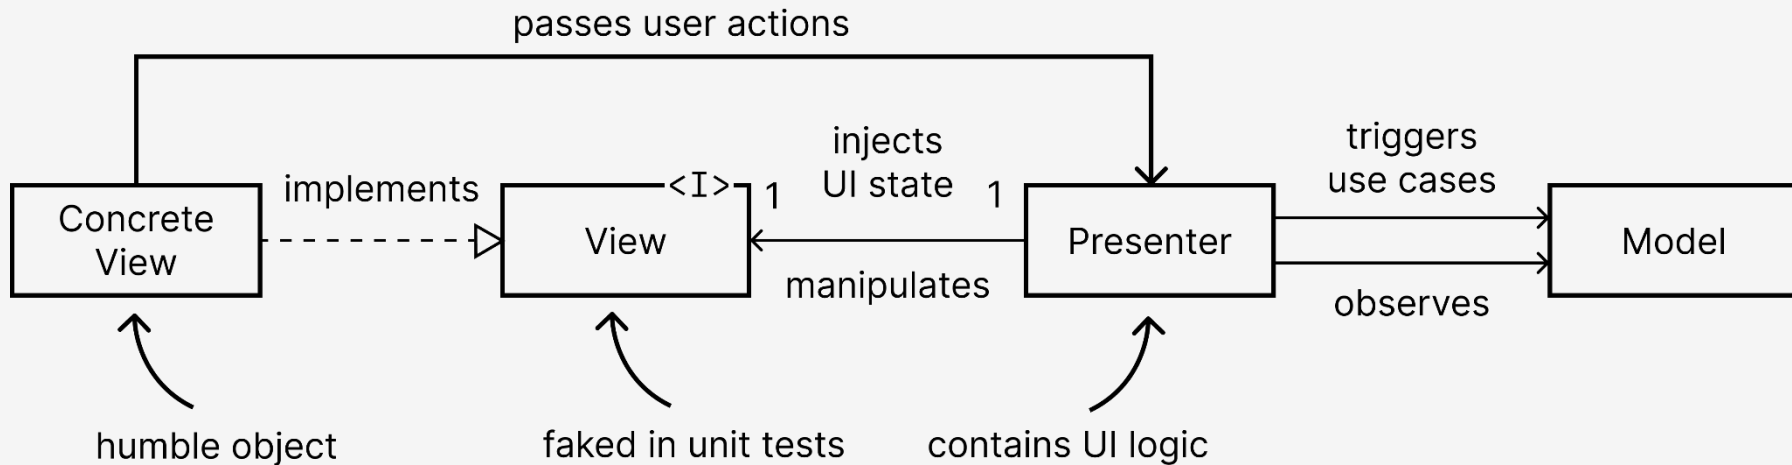 passes user actions
injects
UI state
triggers
use cases
implements
<I>
1
1
Concrete
View
View
Presenter
Model
manipulates
observes
humble object
faked in unit tests
contains UI logic